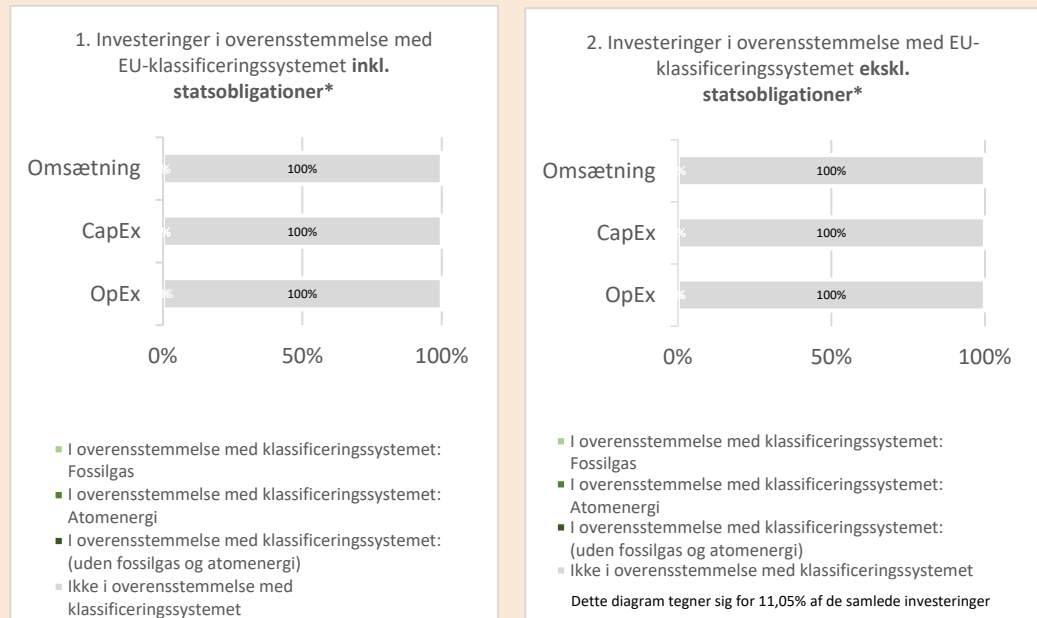 1. Investeringer i overensstemmelse med
EU-klassificeringssystemet inkl.
statsobligationer*
Omsætning
100%
CapEx
100%
OpEx
100%
0%
50%
100%
I overensstemmelse med klassificeringssystemet:
Fossilgas
I overensstemmelse med klassificeringssystemet:
Atomenergi
I overensstemmelse med klassificeringssystemet:
(uden fossilgas og atomenergi)
Ikke i overensstemmelse med
klassificeringssystemet
2. Investeringer i overensstemmelse med EU-
klassificeringssystemet ekskl.
statsobligationer*
Omsætning
100%
CapEx
100%
OpEx
100%
0%
50%
100%
I overensstemmelse med klassificeringssystemet:
Fossilgas
I overensstemmelse med klassificeringssystemet:
Atomenergi
I overensstemmelse med klassificeringssystemet:
(uden fossilgas og atomenergi)
Ikke i overensstemmelse med klassificeringssystemet
Dette diagram tegner sig for 11,05% af de samlede investeringer